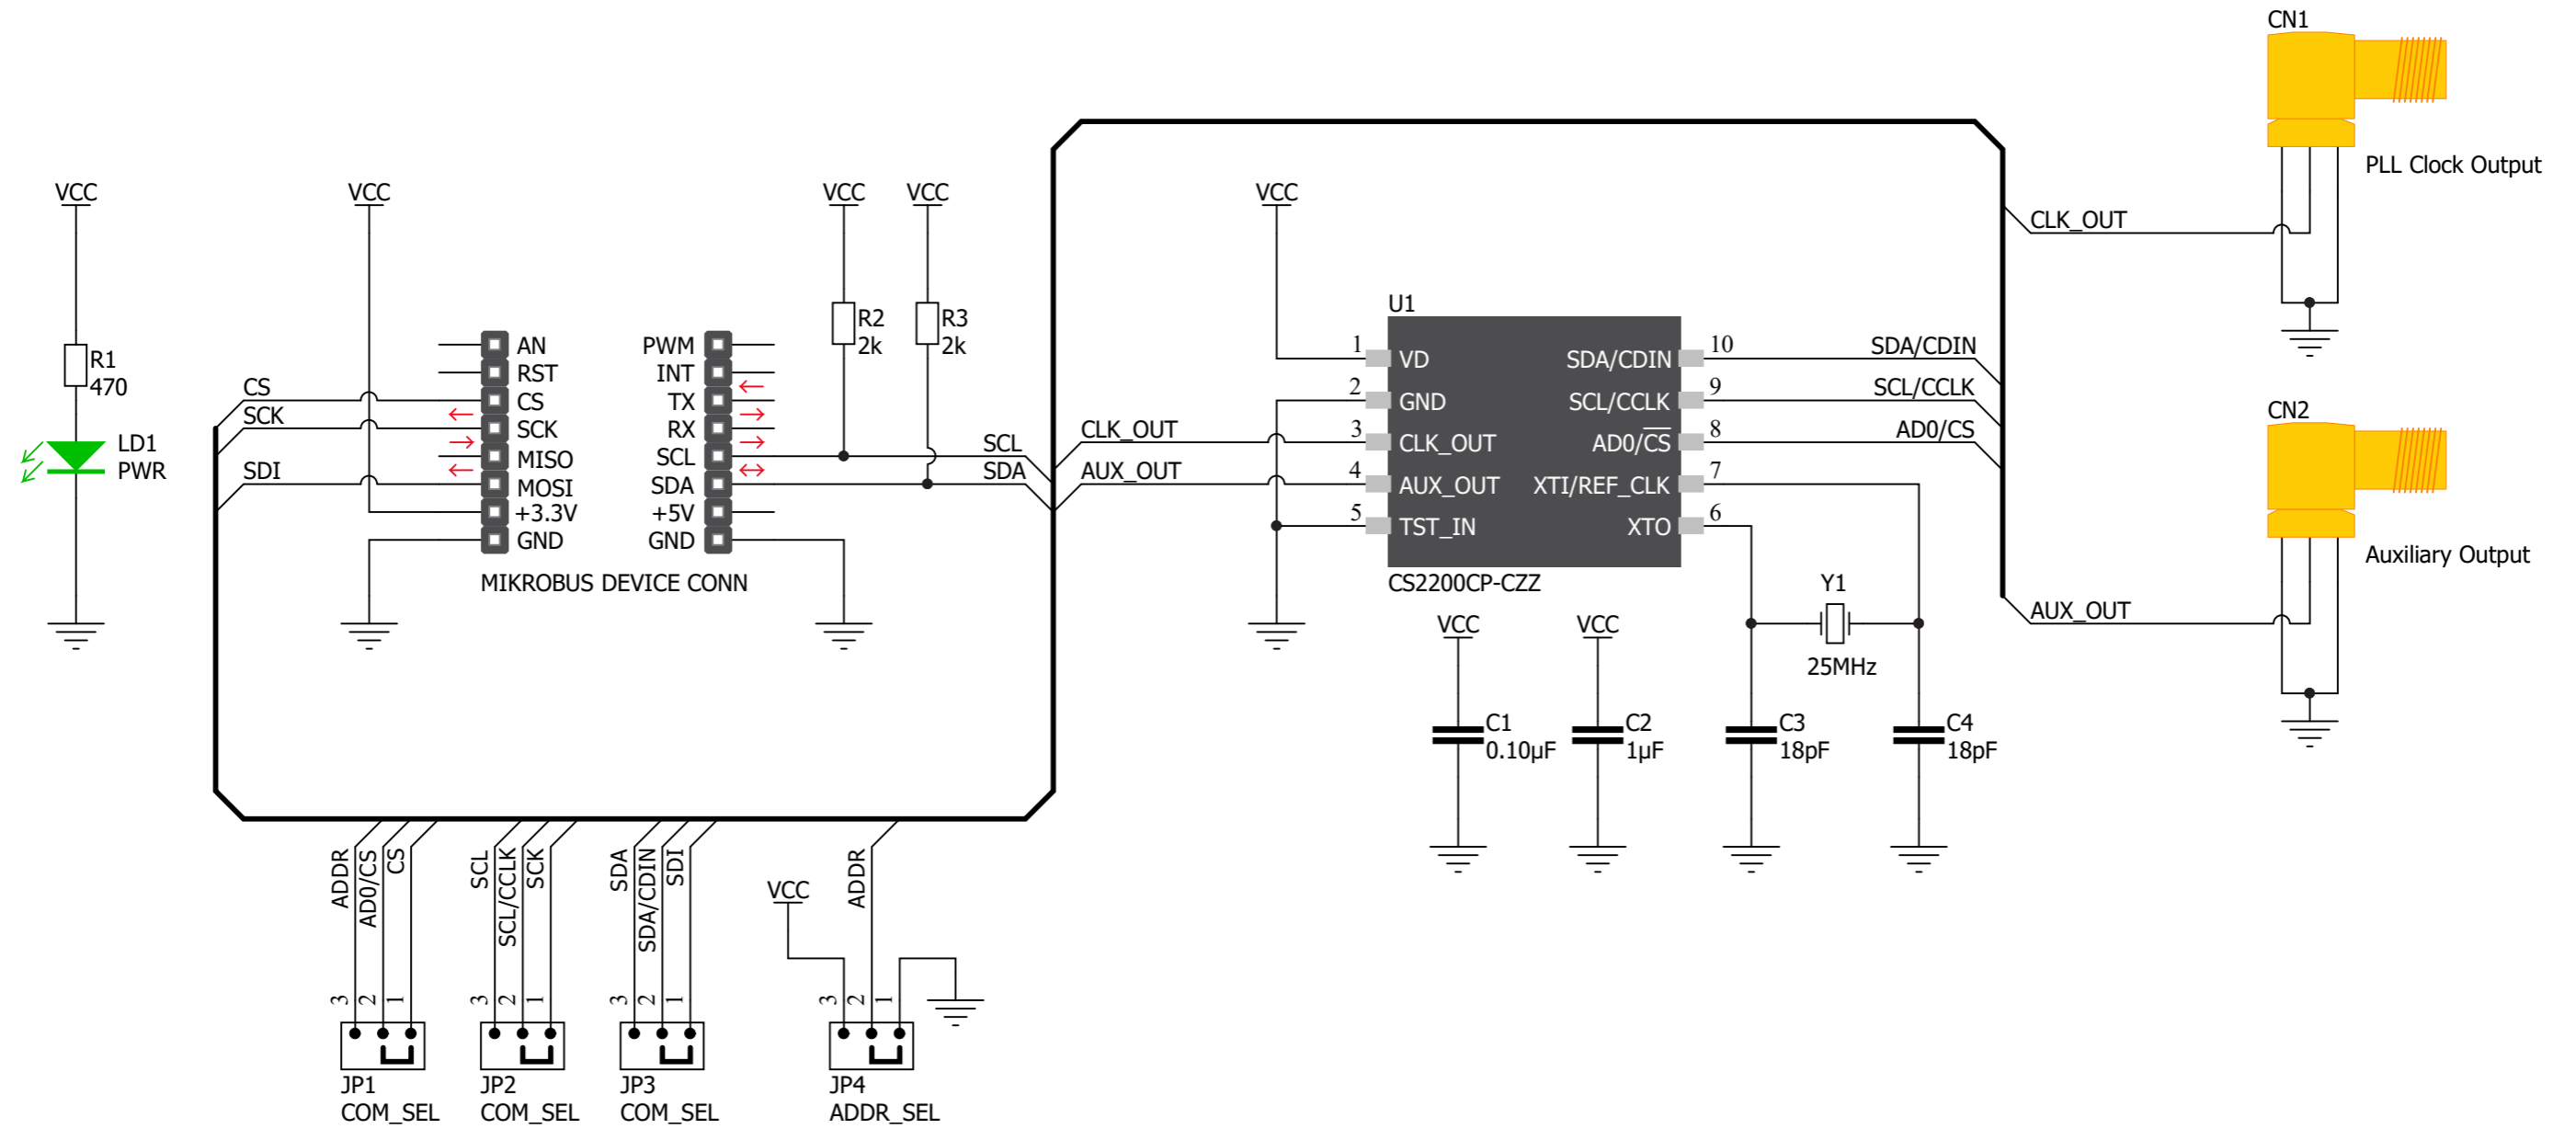 CN1
PLL Clock Output
CLK_OUT
VCC
VCC
VCC
VCC
VCC
R1
470
LD1
PWR
CS
SCK
SDI
AN
RST
CS
SCK
MISO
MOSI
+3.3V
GND
PWM
INT
TX
RX
SCL
SDA
+5V
GND
MIKROBUS DEVICE CONN
R2
2k
R3
2k
SCL
SDA
CLK_OUT
AUX_OUT
U1
1
2
3
4
5
VD
GND
CLK_OUT
AUX_OUT
TST_IN
SDA/CDIN
SCL/CCLK
AD0/CS
XTI/REF_CLK
XTO
10
9
8
7
6
SDA/CDIN
SCL/CCLK
AD0/CS
CS2200CP-CZZ
CN2
Auxiliary Output
AUX_OUT
Y1
25MHz
VCC
VCC
C1
0.10µF
C2
1µF
C3
18pF
C4
18pF
ADDR
AD0/CS
CS
SCL
SCL/CCLK
SCK
SDA
SDA/CDIN
SDI
VCC
ADDR
3
2
1
3
2
1
3
2
1
3
2
1
JP1
COM_SEL
JP2
COM_SEL
JP3
COM_SEL
JP4
ADDR_SEL